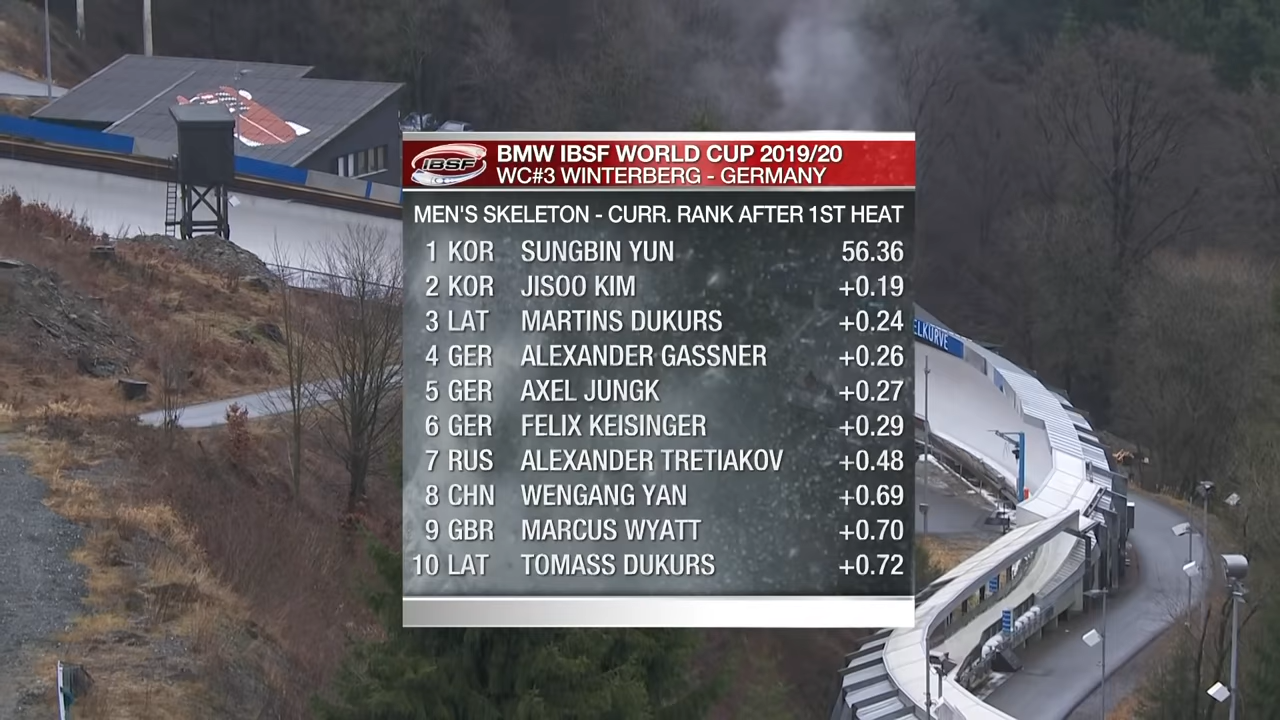 IBSF
BMW IBSF WORLD CUP 2019/20
WC#3 WINTERBERG - GERMANY
MEN'S SKELETON - CURR. RANK AFTER 1ST HEAT
1 KOR SUNGBIN YUN 56.36
2 KOR JISOO KIM +0.19
3 LAT MARTINS DUKURS +0.24
4 GER ALEXANDER GASSNER +0.26
5 GER AXEL JUNGK +0.27
6 GER FELIX KEISINGER +0.29
7 RUS ALEXANDER TRETIAKOV +0.48
8 CHN WENGANG YAN +0.69
9 GBR MARCUS WYATT +0.70
10 LAT TOMASS DUKURS +0.72
ELKURVE